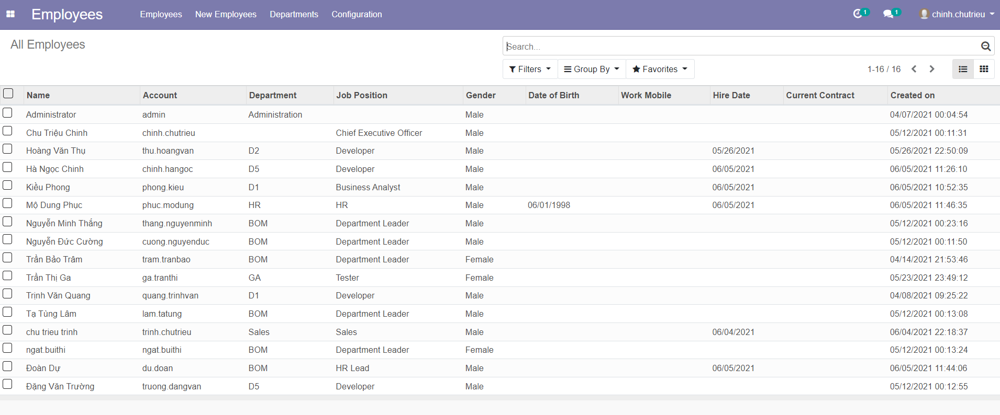 Employees Employees New Employees Departments Configuration 1 1 chinh.chutrieu
All Employees
Search...
Filters Group By Favorites 1-16 / 16
Name Account Department Job Position Gender Date of Birth Work Mobile Hire Date Current Contract Created on
Administrator admin Administration Male 04/07/2021 00:04:54
Chu Triệu Chinh chinh.chutrieu Chief Executive Officer Male 05/12/2021 00:11:31
Hoàng Văn Thụ thu.hoangvan D2 Developer Male 05/26/2021 05/26/2021 22:50:09
Hà Ngọc Chinh chinh.hangoc D5 Developer Male 06/05/2021 06/05/2021 11:26:10
Kiều Phong phong.kieu D1 Business Analyst Male 06/05/2021 06/05/2021 10:52:35
Mộ Dung Phục phuc.modung HR HR Male 06/01/1998 06/05/2021 06/05/2021 11:46:35
Nguyễn Minh Thắng thang.nguyenminh BOM Department Leader Male 05/12/2021 00:23:16
Nguyễn Đức Cường cuong.nguyenduc BOM Department Leader Male 05/12/2021 00:11:50
Trần Bảo Trâm tram.tranbao BOM Department Leader Female 04/14/2021 21:53:46
Trần Thị Ga ga.tranthi GA Tester Female 05/23/2021 23:49:12
Trịnh Văn Quang quang.trinhvan D1 Developer Male 04/08/2021 09:25:22
Tạ Tùng Lâm lam.tatung BOM Department Leader Male 05/12/2021 00:13:08
chu trieu trinh trinh.chutrieu Sales Sales Male 06/04/2021 06/04/2021 22:18:37
ngat.buithi ngat.buithi BOM Department Leader Female 05/12/2021 00:13:24
Đoàn Dự du.doan BOM HR Lead Male 06/05/2021 06/05/2021 11:44:06
Đặng Văn Trường truong.dangvan D5 Developer Male 05/12/2021 00:12:55